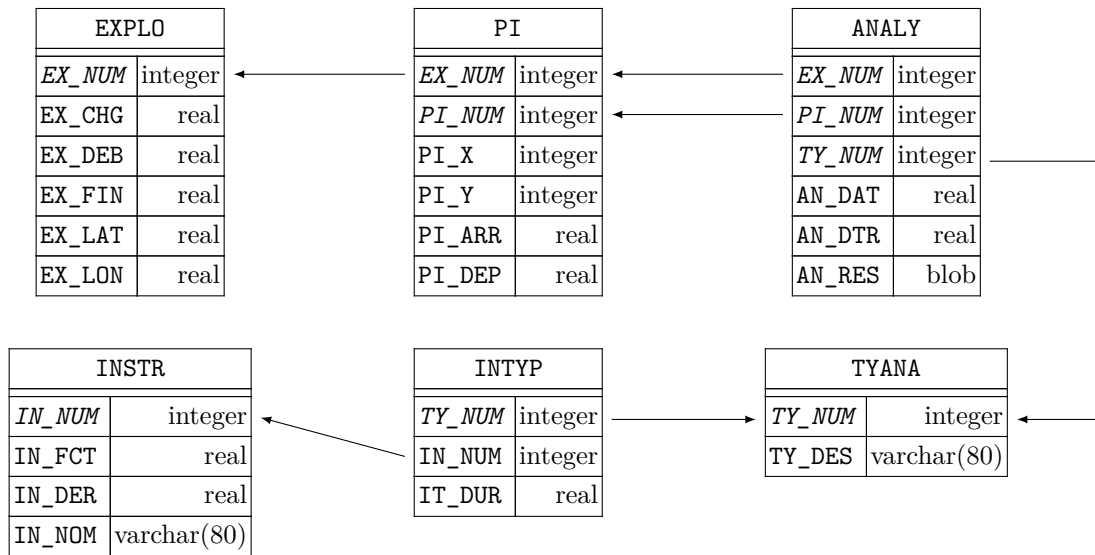 EXPLO
EX_NUM integer
EX_CHG real
EX_DEB real
EX_FIN real
EX_LAT real
EX_LON real
PI
EX_NUM integer
PI_NUM integer
PI_X integer
PI_Y integer
PI_ARR real
PI_DEP real
ANALY
EX_NUM integer
PI_NUM integer
TY_NUM integer
AN_DAT real
AN_DTR real
AN_RES blob
INSTR
IN_NUM integer
IN_FCT real
IN_DER real
IN_NOM varchar(80)
INTYP
TY_NUM integer
IN_NUM integer
IT_DUR real
TYANA
TY_NUM integer
TY_DES varchar(80)